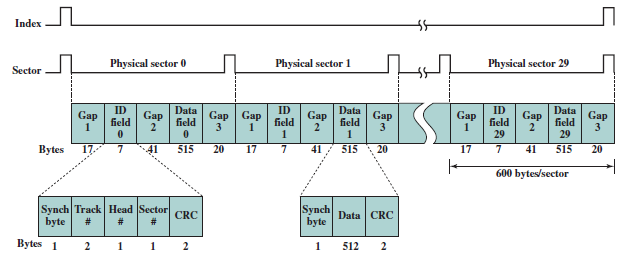 Index
Sector
Physical sector 0
Physical sector 1
Physical sector 29
Gap 1
ID field 0
Gap 2
Data field 0
Gap 3
Gap 1
ID field 1
Gap 2
Data field 1
Gap 3
Gap 1
ID field 29
Gap 2
Data field 29
Gap 3
Bytes 17 7 41 515 20 17 7 41 515 20 17 7 41 515 20
600 bytes/sector
Synch byte
Track #
Head #
Sector #
CRC
Bytes 1 2 1 1 2
Synch byte
Data
CRC
1 512 2